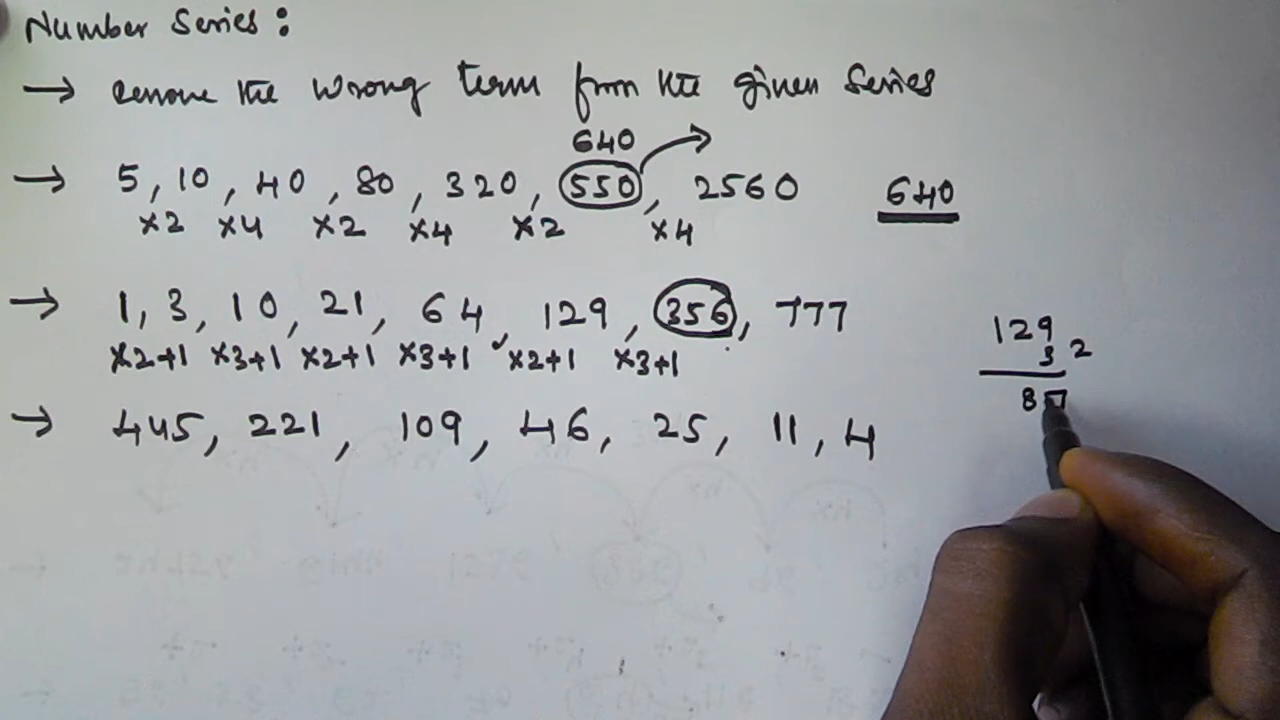 Number Series:
→ remove the wrong term from the given series
640
→ 5, 10, 40, 80, 320, 550, 2560 640
×2 ×4 ×2 ×4 ×2 ×4
→ 1, 3, 10, 21, 64, 129, 356, 777
×2+1 ×3+1 ×2+1 ×3+1 ×2+1 ×3+1
129
3 2
8
→ 445, 221, 109, 46, 25, 11, 4